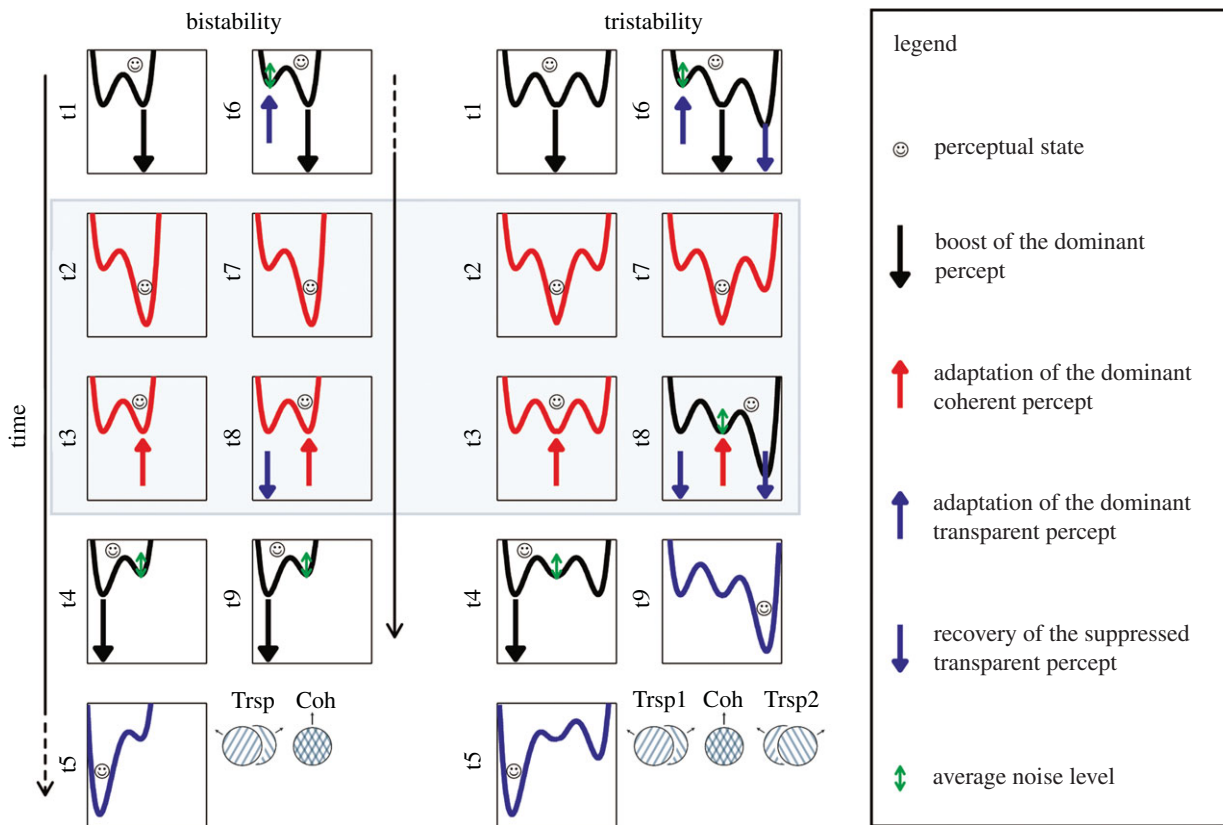 bistability
tristability
t1
t6
t1
t6
t2
t7
t2
t7
t3
t8
t3
t8
t4
t9
t4
t9
t5
t5
time
Trsp
Coh
Trsp1
Coh
Trsp2
legend
perceptual state
boost of the dominant
percept
adaptation of the dominant
coherent percept
adaptation of the dominant
transparent percept
recovery of the suppressed
transparent percept
average noise level